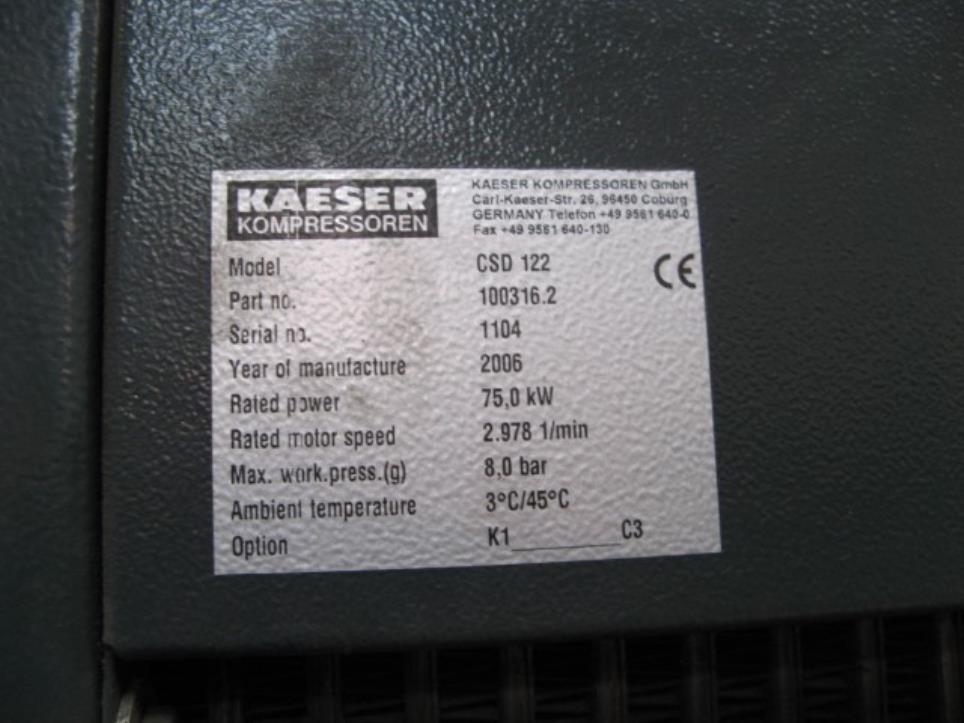 KAESER
KOMPRESSOREN
KAESER KOMPRESSOREN GmbH
Carl-Kaeser-Str. 26, 96450 Coburg
GERMANY Telefon +49 9561 640-0
Fax +49 9561 640-130
CE
Model CSD 122
Part no. 100316.2
Serial no. 1104
Year of manufacture 2006
Rated power 75,0 kW
Rated motor speed 2.978 1/min
Max. work.press.(g) 8,0 bar
Ambient temperature 3°C/45°C
Option K1__________C3